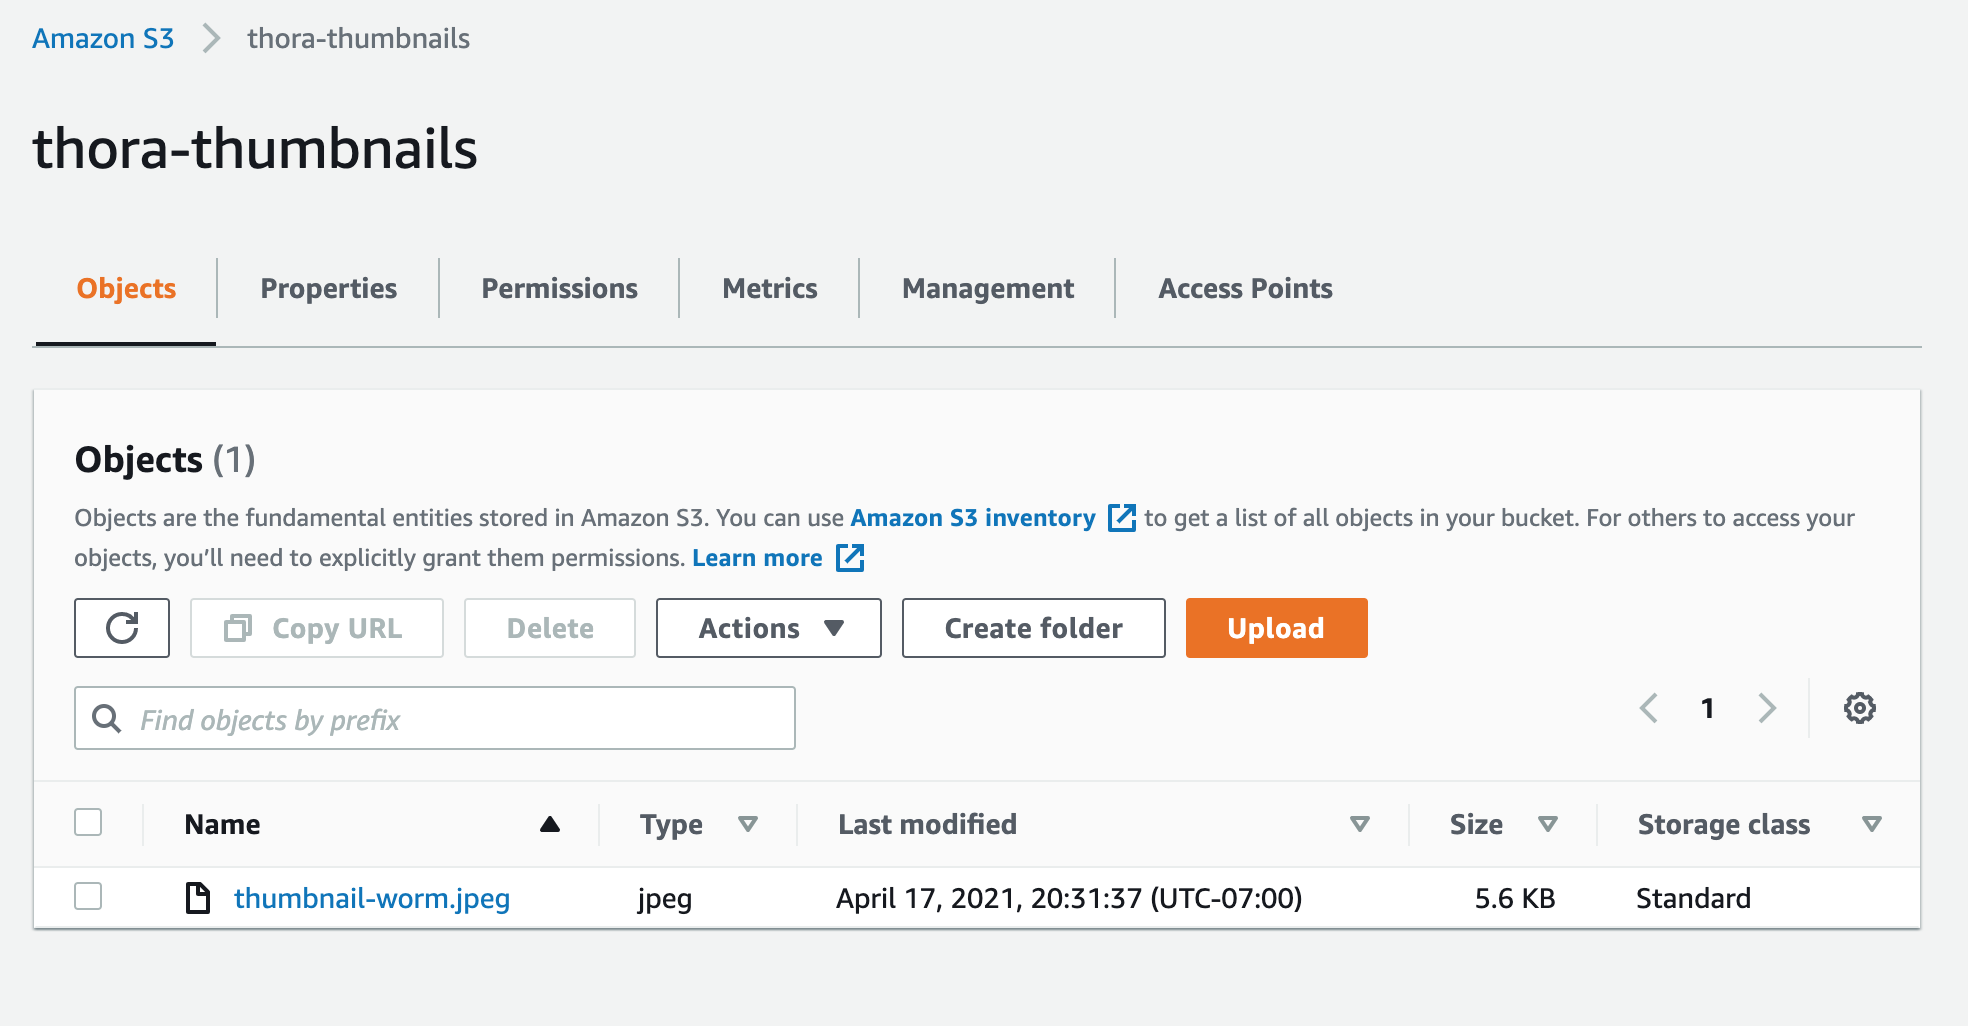 Amazon S3 thora-thumbnails
thora-thumbnails
Objects Properties Permissions Metrics Management Access Points
Objects (1)
Objects are the fundamental entities stored in Amazon S3. You can use Amazon S3 inventory to get a list of all objects in your bucket. For others to access your
objects, you’ll need to explicitly grant them permissions. Learn more
Copy URL Delete Actions Create folder Upload
Find objects by prefix 1
Name Type Last modified Size Storage class
thumbnail-worm.jpeg jpeg April 17, 2021, 20:31:37 (UTC-07:00) 5.6 KB Standard